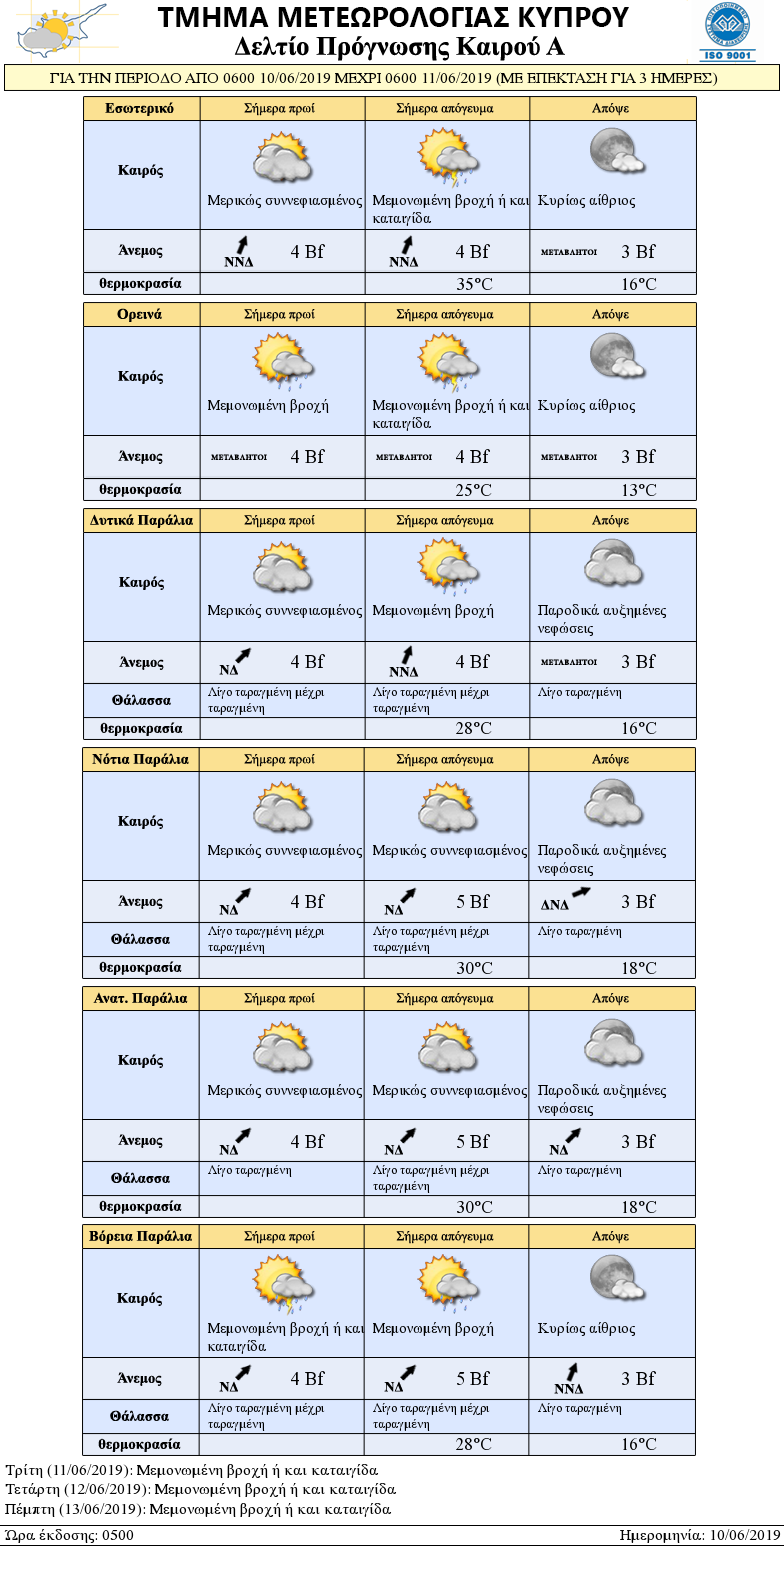 ΤΜΗΜΑ ΜΕΤΕΩΡΟΛΟΓΙΑΣ ΚΥΠΡΟΥ
Δελτίο Πρόγνωσης Καιρού Α
ISO 9001
ΓΙΑ ΤΗΝ ΠΕΡΙΟΔΟ ΑΠΟ 0600 10/06/2019 ΜΕΧΡΙ 0600 11/06/2019 (ΜΕ ΕΠΕΚΤΑΣΗ ΓΙΑ 3 ΗΜΕΡΕΣ)
Εσωτερικό Σήμερα πρωί Σήμερα απόγευμα Απόψε
Καιρός
Μερικώς συννεφιασμένος Μεμονωμένη βροχή ή και Κυρίως αίθριος
καταιγίδα
Άνεμος ΝΝΔ 4 Bf ΝΝΔ 4 Bf ΜΕΤΑΒΛΗΤΟΙ 3 Bf
θερμοκρασία 35°C 16°C
Ορεινά Σήμερα πρωί Σήμερα απόγευμα Απόψε
Καιρός
Μεμονωμένη βροχή Μεμονωμένη βροχή ή και Κυρίως αίθριος
καταιγίδα
Άνεμος ΜΕΤΑΒΛΗΤΟΙ 4 Bf ΜΕΤΑΒΛΗΤΟΙ 4 Bf ΜΕΤΑΒΛΗΤΟΙ 3 Bf
θερμοκρασία 25°C 13°C
Δυτικά Παράλια Σήμερα πρωί Σήμερα απόγευμα Απόψε
Καιρός
Μερικώς συννεφιασμένος Μεμονωμένη βροχή Παροδικά αυξημένες
νεφώσεις
Άνεμος ΝΔ 4 Bf ΝΝΔ 4 Bf ΜΕΤΑΒΛΗΤΟΙ 3 Bf
Θάλασσα Λίγο ταραγμένη μέχρι Λίγο ταραγμένη μέχρι Λίγο ταραγμένη
ταραγμένη ταραγμένη
θερμοκρασία 28°C 16°C
Νότια Παράλια Σήμερα πρωί Σήμερα απόγευμα Απόψε
Καιρός
Μερικώς συννεφιασμένος Μερικώς συννεφιασμένος Παροδικά αυξημένες
νεφώσεις
Άνεμος ΝΔ 4 Bf ΝΔ 5 Bf ΔΝΔ 3 Bf
Θάλασσα Λίγο ταραγμένη μέχρι Λίγο ταραγμένη μέχρι Λίγο ταραγμένη
ταραγμένη ταραγμένη
θερμοκρασία 30°C 18°C
Ανατ. Παράλια Σήμερα πρωί Σήμερα απόγευμα Απόψε
Καιρός
Μερικώς συννεφιασμένος Μερικώς συννεφιασμένος Παροδικά αυξημένες
νεφώσεις
Άνεμος ΝΔ 4 Bf ΝΔ 5 Bf ΝΔ 3 Bf
Θάλασσα Λίγο ταραγμένη Λίγο ταραγμένη μέχρι Λίγο ταραγμένη
ταραγμένη
θερμοκρασία 30°C 18°C
Βόρεια Παράλια Σήμερα πρωί Σήμερα απόγευμα Απόψε
Καιρός
Μεμονωμένη βροχή ή και Μεμονωμένη βροχή Κυρίως αίθριος
καταιγίδα
Άνεμος ΝΔ 4 Bf ΝΔ 5 Bf ΝΝΔ 3 Bf
Θάλασσα Λίγο ταραγμένη μέχρι Λίγο ταραγμένη μέχρι Λίγο ταραγμένη
ταραγμένη ταραγμένη
θερμοκρασία 28°C 16°C
Τρίτη (11/06/2019): Μεμονωμένη βροχή ή και καταιγίδα
Τετάρτη (12/06/2019): Μεμονωμένη βροχή ή και καταιγίδα
Πέμπτη (13/06/2019): Μεμονωμένη βροχή ή και καταιγίδα
Ώρα έκδοσης: 0500 Ημερομηνία: 10/06/2019